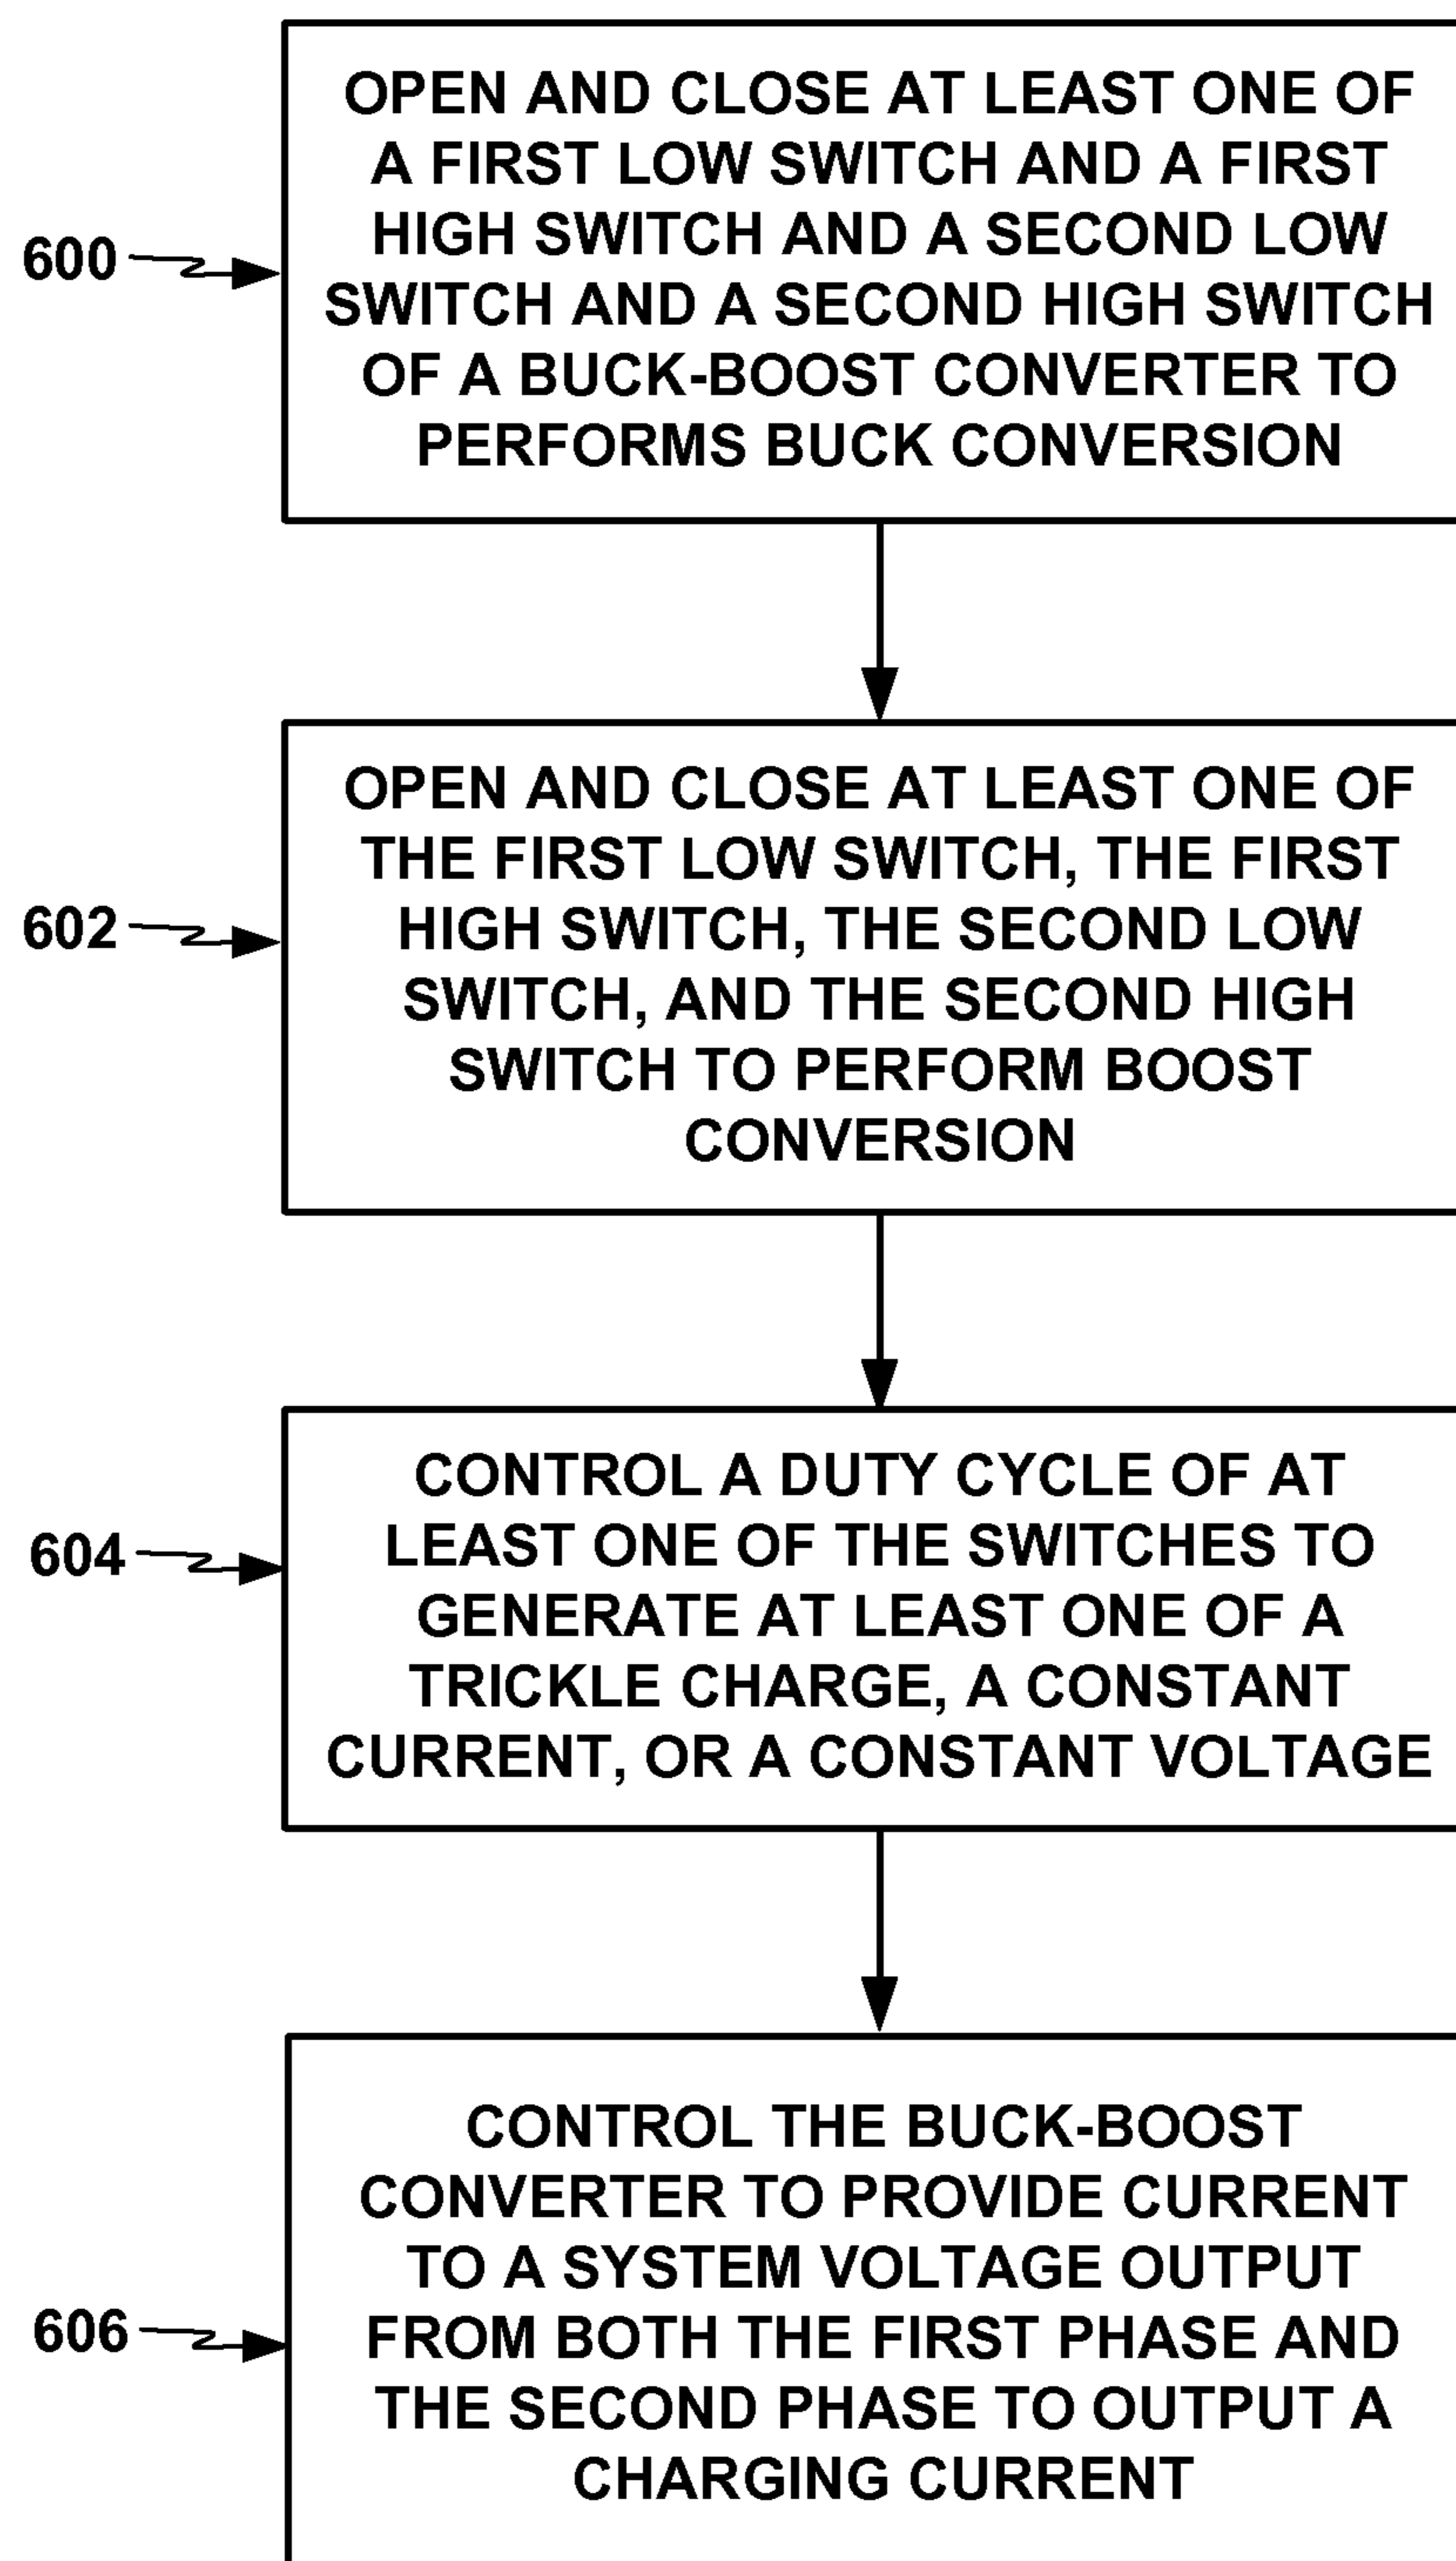 OPEN AND CLOSE AT LEAST ONE OF
A FIRST LOW SWITCH AND A FIRST
HIGH SWITCH AND A SECOND LOW
SWITCH AND A SECOND HIGH SWITCH
OF A BUCK-BOOST CONVERTER TO
PERFORMS BUCK CONVERSION
600
OPEN AND CLOSE AT LEAST ONE OF
THE FIRST LOW SWITCH, THE FIRST
HIGH SWITCH, THE SECOND LOW
SWITCH, AND THE SECOND HIGH
SWITCH TO PERFORM BOOST
CONVERSION
602
CONTROL A DUTY CYCLE OF AT
LEAST ONE OF THE SWITCHES TO
GENERATE AT LEAST ONE OF A
TRICKLE CHARGE, A CONSTANT
CURRENT, OR A CONSTANT VOLTAGE
604
CONTROL THE BUCK-BOOST
CONVERTER TO PROVIDE CURRENT
TO A SYSTEM VOLTAGE OUTPUT
FROM BOTH THE FIRST PHASE AND
THE SECOND PHASE TO OUTPUT A
CHARGING CURRENT
606